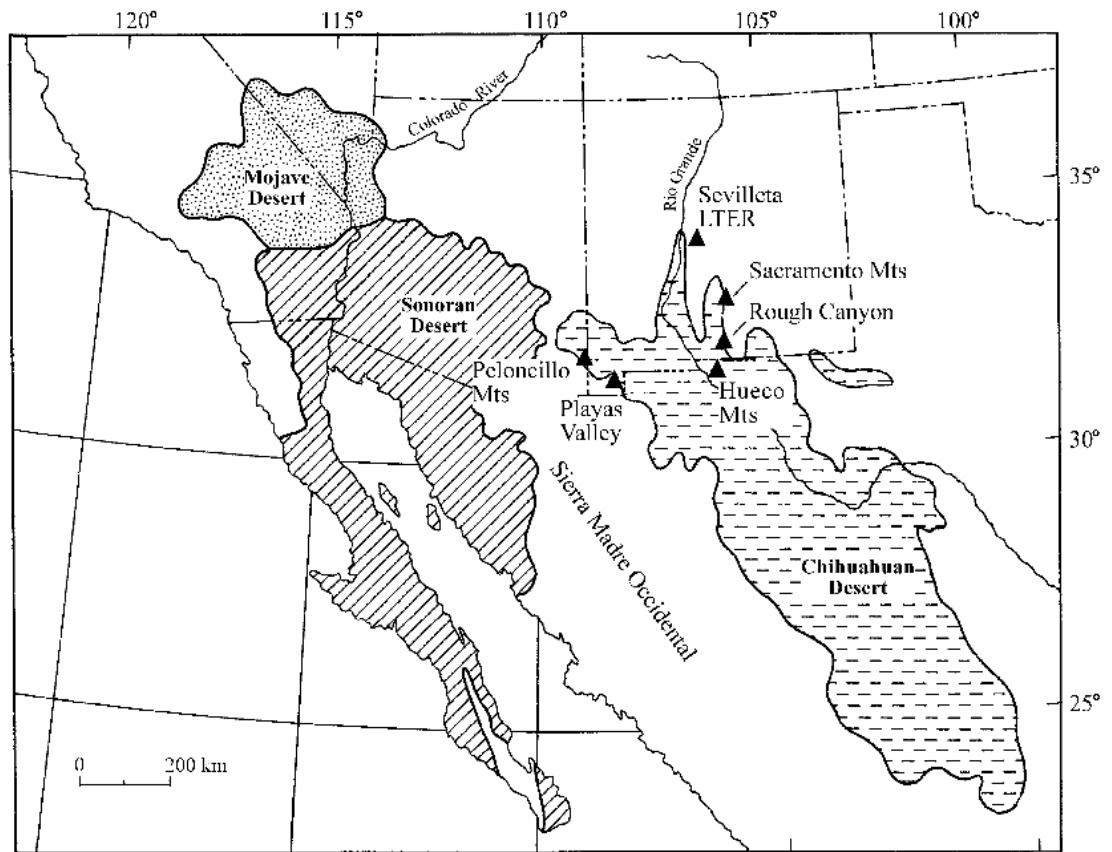 120°
115°
110°
105°
100°
Colorado River
Mojave
Desert
Rio Grande
35°
Sevilleta
LTER
Sacramento Mts
Rough Canyon
Sonoran
Desert
Peloncillo
Mts
Playas
Valley
Hueco
Mts
30°
Sierra Madre Occidental
Chihuahuan
Desert
25°
0
200 km